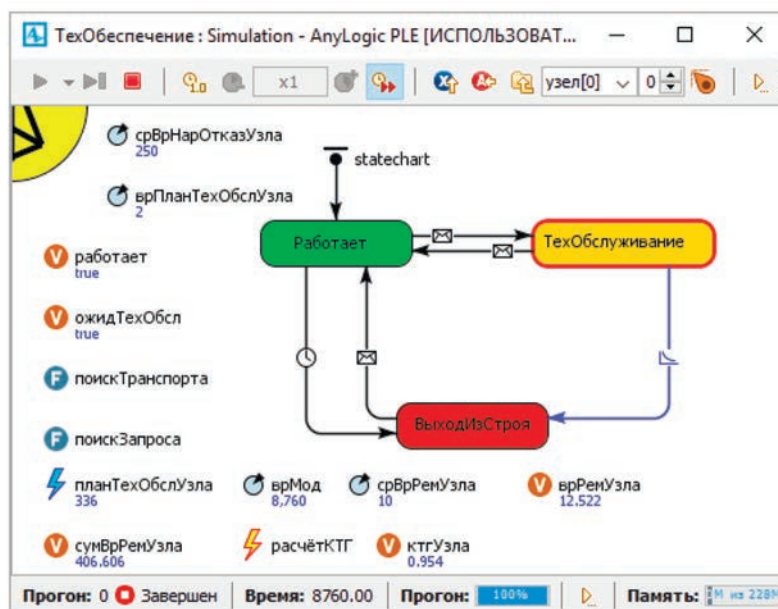 ТехОбеспечение : Simulation - AnyLogic PLE [ИСПОЛЬЗОВАТ...
x1
узел[0]
0
срВрНарОтказУзла
250
statechart
врПланТехОбслУзла
2
Работает
ТехОбслуживание
работает
true
ожидТехОбсл
true
поискТранспорта
поискЗапроса
ВыходИзСтроя
планТехОбслУзла
336
врМод
8,760
срВрРемУзла
10
врРемУзла
12.522
сумВрРемУзла
406.606
расчётКТГ
ктгУзла
0.954
Прогон: 0 Завершен Время: 8760.00 Прогон: 100% Память: М из 228М